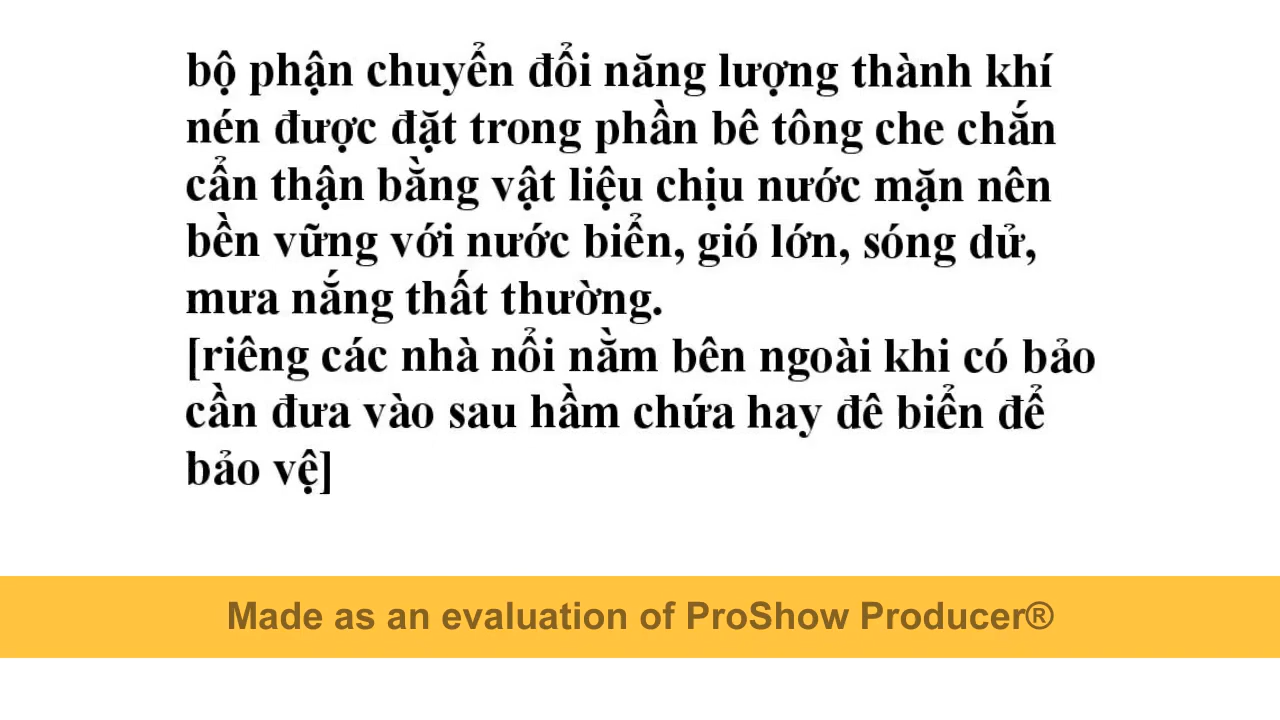 bộ phận chuyển đổi năng lượng thành khí
nén được đặt trong phần bê tông che chắn
cẩn thận bằng vật liệu chịu nước mặn nên
bền vững với nước biển, gió lớn, sóng dử,
mưa nắng thất thường.
[riêng các nhà nổi nằm bên ngoài khi có bảo
cần đưa vào sau hầm chứa hay đê biển để
bảo vệ]
Made as an evaluation of ProShow Producer®